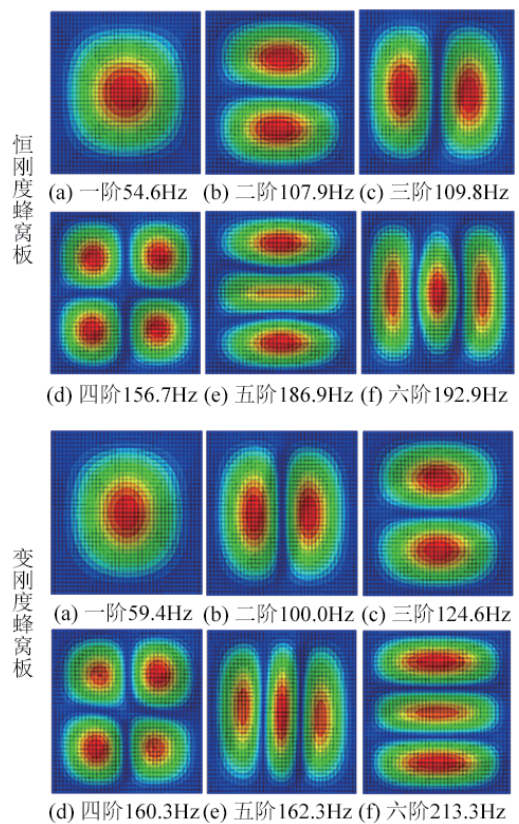 恒刚度蜂窝板
(a) 一阶54.6Hz (b) 二阶107.9Hz (c) 三阶109.8Hz
(d) 四阶156.7Hz (e) 五阶186.9Hz (f) 六阶192.9Hz
变刚度蜂窝板
(a) 一阶59.4Hz (b) 二阶100.0Hz (c) 三阶124.6Hz
(d) 四阶160.3Hz (e) 五阶162.3Hz (f) 六阶213.3Hz